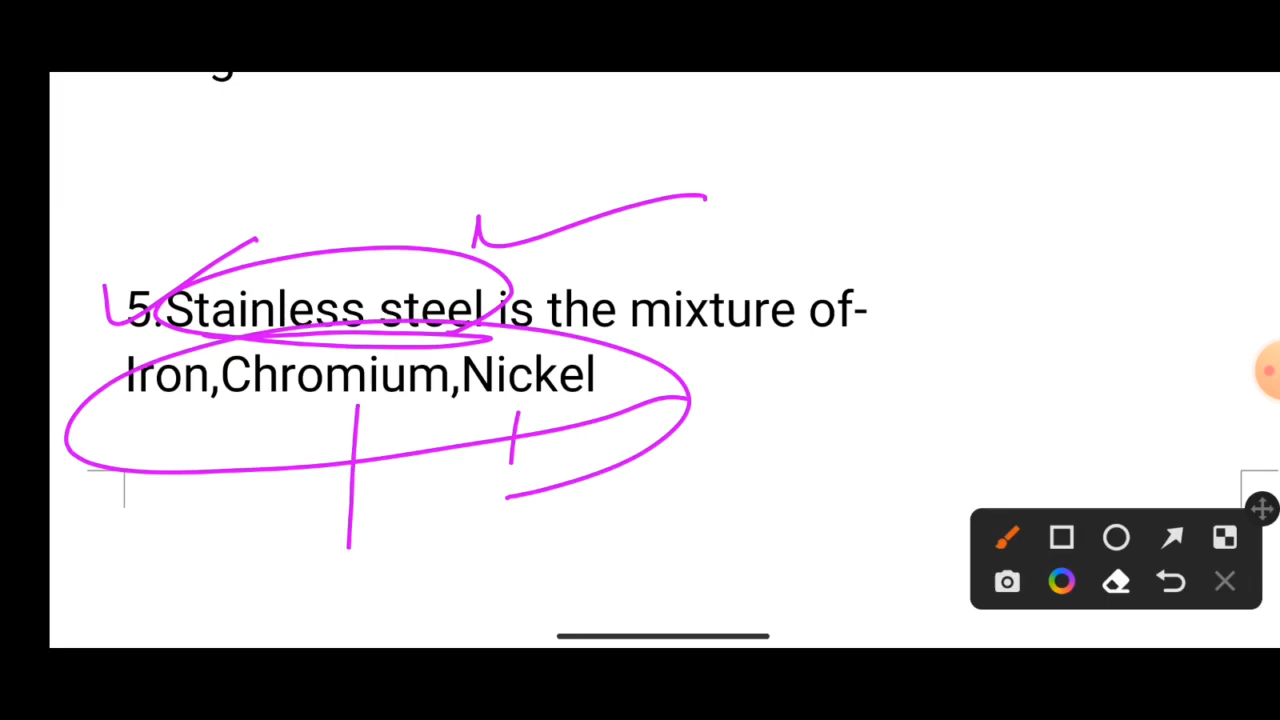 5.Stainless steel is the mixture of-
Iron,Chromium,Nickel